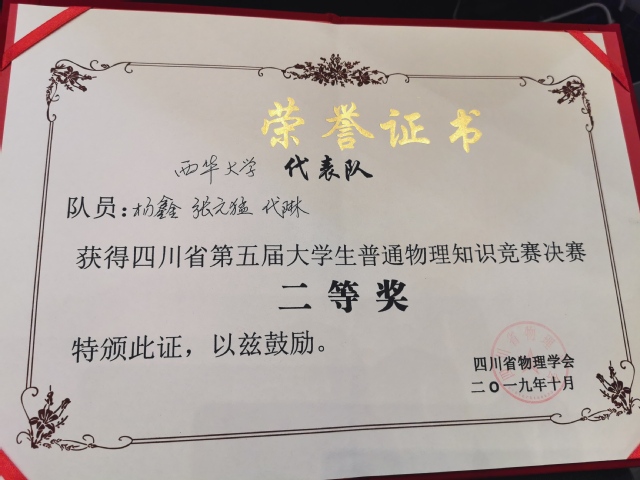 荣誉证书
西华大学 代表队
队员：杨鑫 张元猛 代琳
获得四川省第五届大学生普通物理知识竞赛决赛
二等奖
特颁此证，以兹鼓励。
四川省物理学会
二〇一九年十月